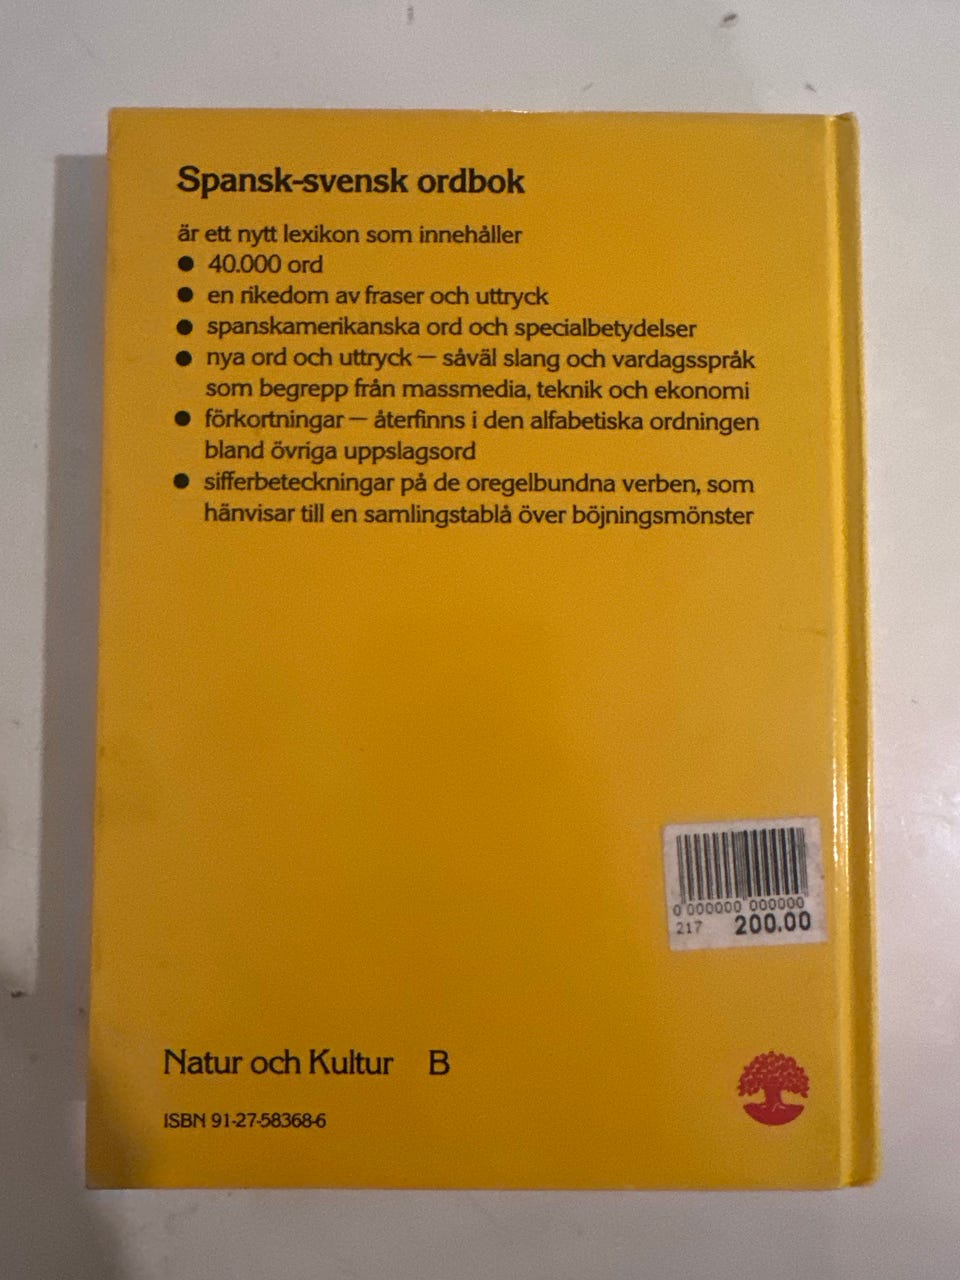 Spansk-svensk ordbok
är ett nytt lexikon som innehåller
● 40.000 ord
● en rikedom av fraser och uttryck
● spanskamerikanska ord och specialbetydelser
● nya ord och uttryck — såväl slang och vardagsspråk
som begrepp från massmedia, teknik och ekonomi
● förkortningar — återfinns i den alfabetiska ordningen
bland övriga uppslagsord
● sifferbeteckningar på de oregelbundna verben, som
hänvisar till en samlingstablå över böjningsmönster
0 000000 000000
217 200.00
Natur och Kultur B
ISBN 91-27-58368-6